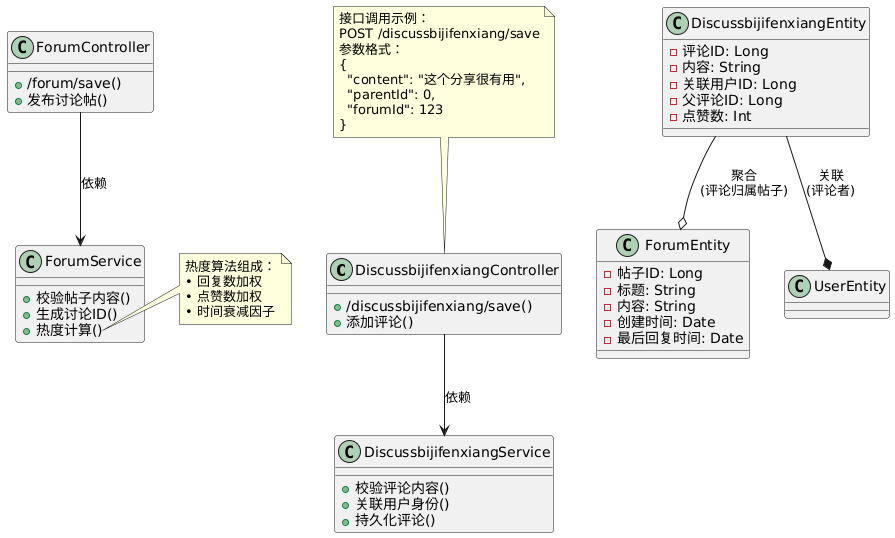 C ForumController
/forum/save()
发布讨论帖()
依赖
C ForumService
校验帖子内容()
生成讨论ID()
热度计算()
热度算法组成：
• 回复数加权
• 点赞数加权
• 时间衰减因子
接口调用示例：
POST /discussbijifenxiang/save
参数格式：
{
"content": "这个分享很有用",
"parentId": 0,
"forumId": 123
}
C DiscussbijifenxiangController
/discussbijifenxiang/save()
添加评论()
依赖
C DiscussbijifenxiangService
校验评论内容()
关联用户身份()
持久化评论()
C DiscussbijifenxiangEntity
评论ID: Long
内容: String
关联用户ID: Long
父评论ID: Long
点赞数: Int
聚合
(评论归属帖子)
关联
(评论者)
C ForumEntity
帖子ID: Long
标题: String
内容: String
创建时间: Date
最后回复时间: Date
C UserEntity